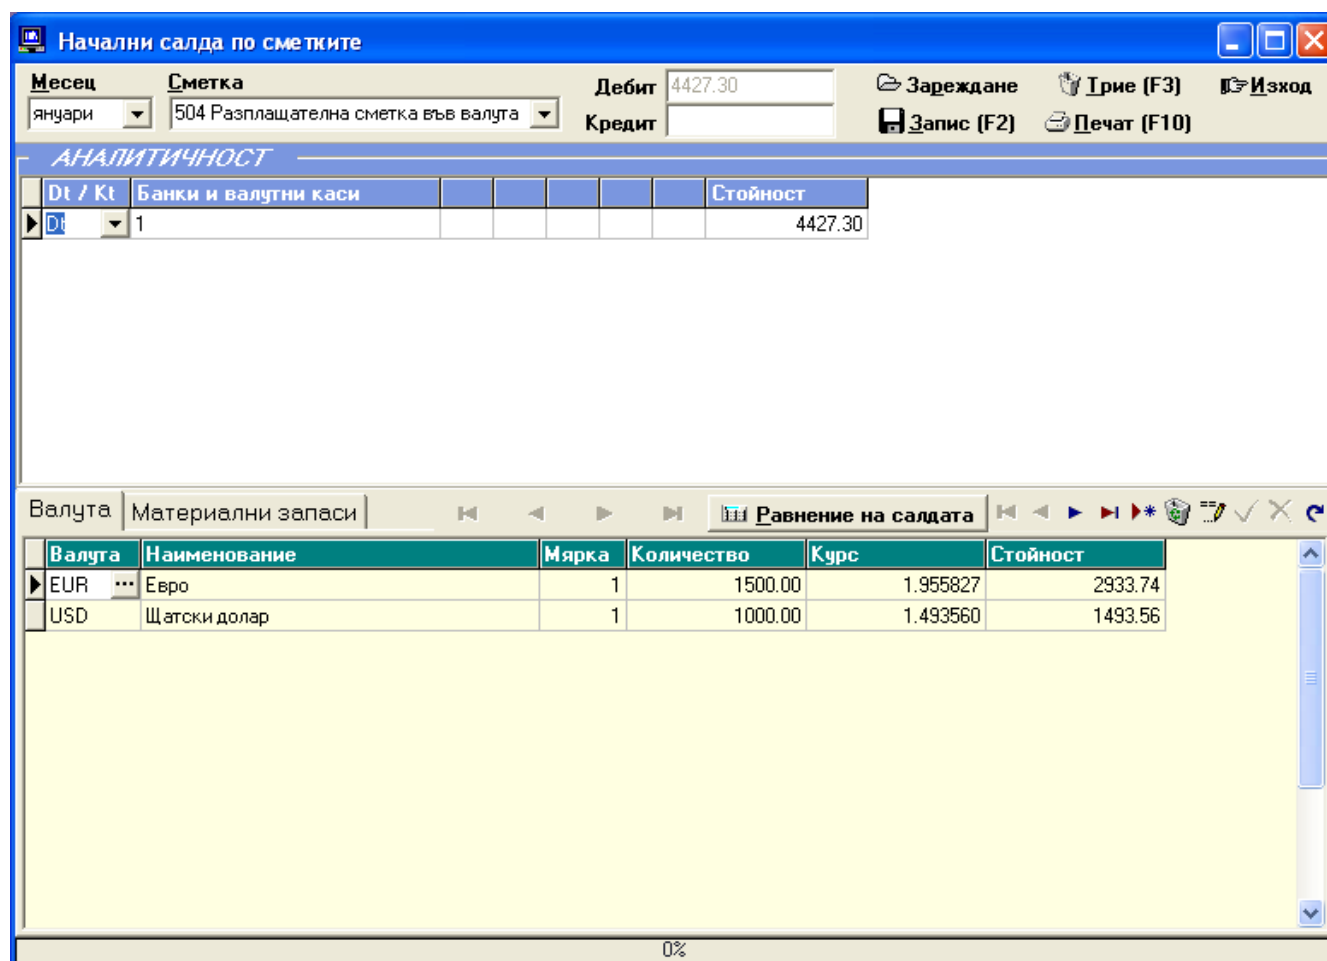 Начални салда по сметките
Месец Сметка Дебит 4427.30 Зареждане Трие (F3) Изход
януари 504 Разплащателна сметка във валута Кредит Запис (F2) Печат (F10)
АНАЛИТИЧНОСТ
Dt / Kt Банки и валутни каси Стойност
Dt 1 4427.30
Валута Материални запаси Равнение на салдата
Валута Наименование Мярка Количество Курс Стойност
EUR ... Евро 1 1500.00 1.955827 2933.74
USD Щатски долар 1 1000.00 1.493560 1493.56
0%